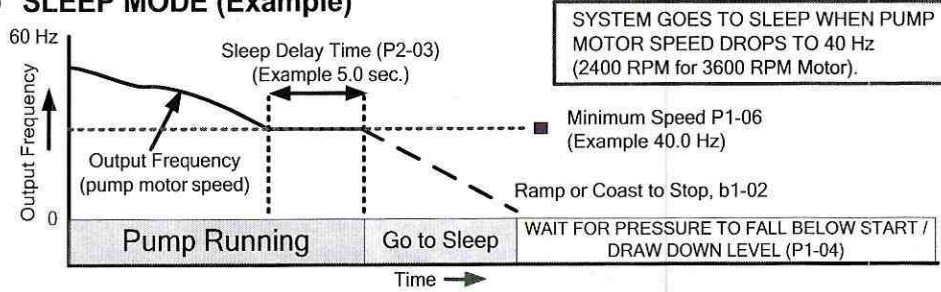 SLEEP MODE (Example)
60 Hz
Sleep Delay Time (P2-03)
(Example 5.0 sec.)
SYSTEM GOES TO SLEEP WHEN PUMP
MOTOR SPEED DROPS TO 40 Hz
(2400 RPM for 3600 RPM Motor).
Output Frequency
Minimum Speed P1-06
(Example 40.0 Hz)
Output Frequency
(pump motor speed)
Ramp or Coast to Stop, b1-02
0
Pump Running
Go to Sleep
WAIT FOR PRESSURE TO FALL BELOW START /
DRAW DOWN LEVEL (P1-04)
Time